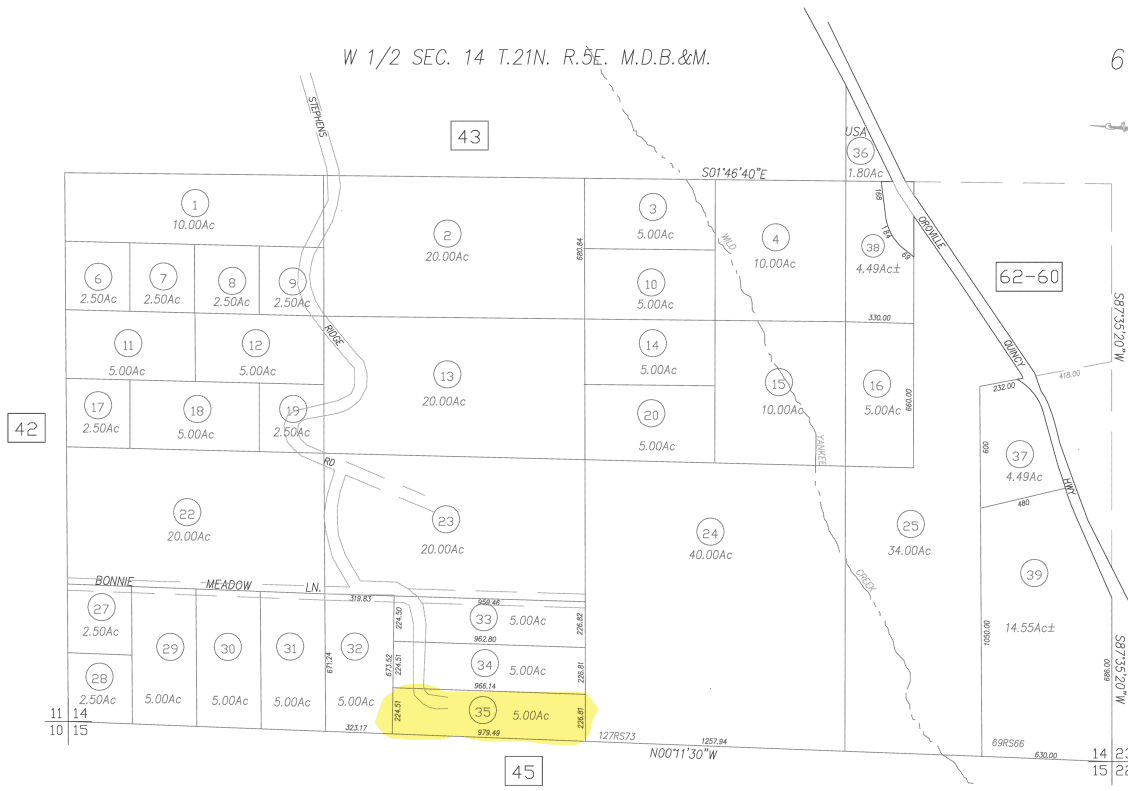 W 1/2 SEC. 14 T.21N. R.5E. M.D.B.&M.
6
STEPHENS
43
USA
36
1.80Ac
S01°46'40"E
1
10.00Ac
2
20.00Ac
680.84
3
5.00Ac
4
10.00Ac
WILD
168
184
69
38
4.49Ac±
OROVILLE
62-60
6
2.50Ac
7
2.50Ac
8
2.50Ac
9
2.50Ac
10
5.00Ac
330.00
S87°35'20"W
RIDGE
11
5.00Ac
12
5.00Ac
13
20.00Ac
14
5.00Ac
15
10.00Ac
16
5.00Ac
660.00
QUINCY
418.00
232.00
42
17
2.50Ac
18
5.00Ac
19
2.50Ac
20
5.00Ac
YANKEE
600
37
4.49Ac
HWY
480
RD
22
20.00Ac
23
20.00Ac
24
40.00Ac
25
34.00Ac
CREEK
39
14.55Ac±
1050.00
686.00
S87°35'20"W
BONNIE MEADOW LN.
319.83
959.46
27
2.50Ac
28
2.50Ac
29
5.00Ac
30
5.00Ac
31
5.00Ac
671.24
32
5.00Ac
673.52
323.17
224.50
33
5.00Ac
226.82
962.80
224.51
34
5.00Ac
226.81
966.14
224.51
35
5.00Ac
226.81
979.49
11 14
10 15
127RS73
1257.94
N00°11'30"W
69RS66
630.00
14 23
15 22
45